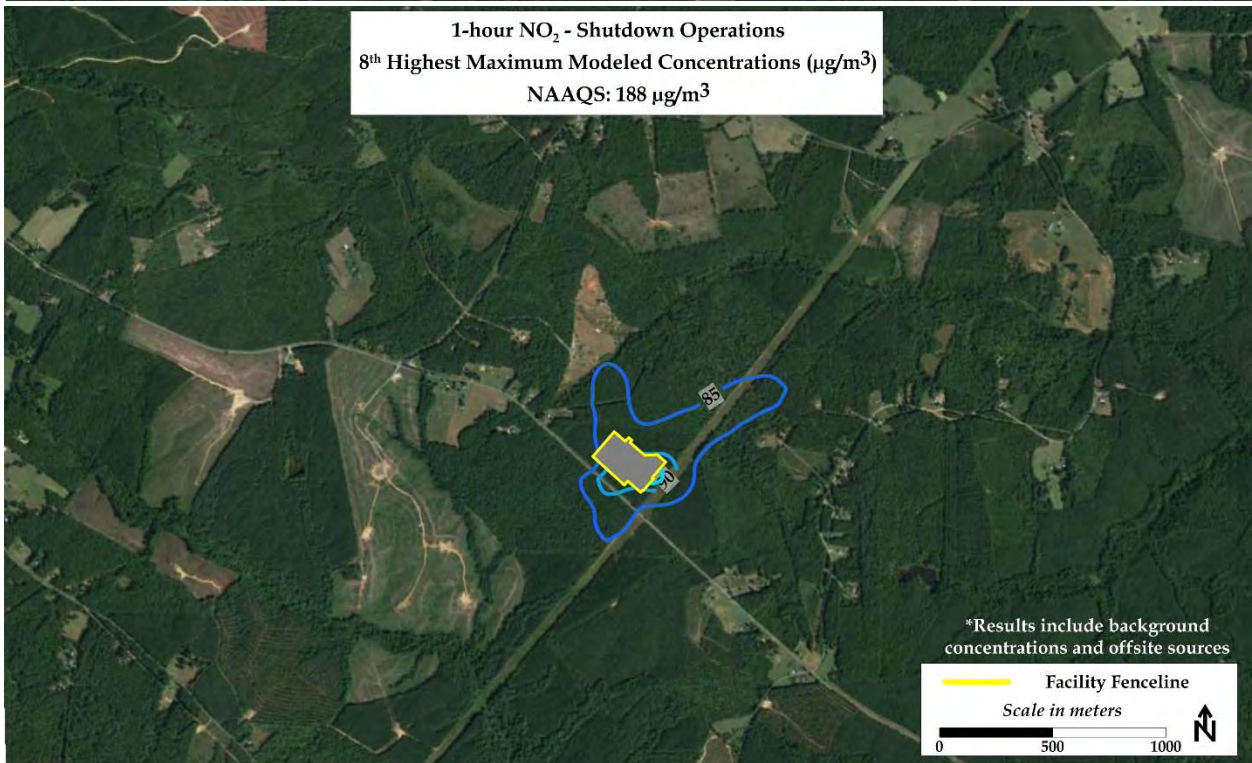 1-hour NO₂ - Shutdown Operations
8th Highest Maximum Modeled Concentrations (µg/m³)
NAAQS: 188 µg/m³
85
90
*Results include background
concentrations and offsite sources
Facility Fenceline
Scale in meters
N
0 500 1000